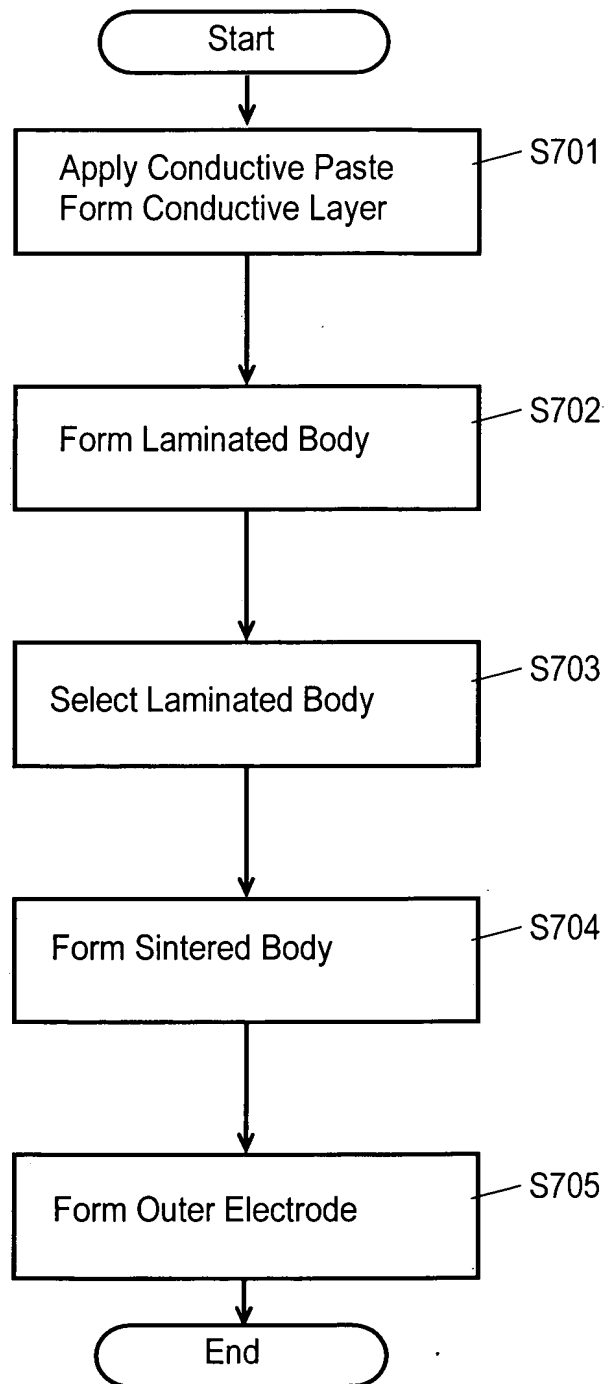 Start
Apply Conductive Paste
Form Conductive Layer
S701
Form Laminated Body
S702
Select Laminated Body
S703
Form Sintered Body
S704
Form Outer Electrode
S705
End